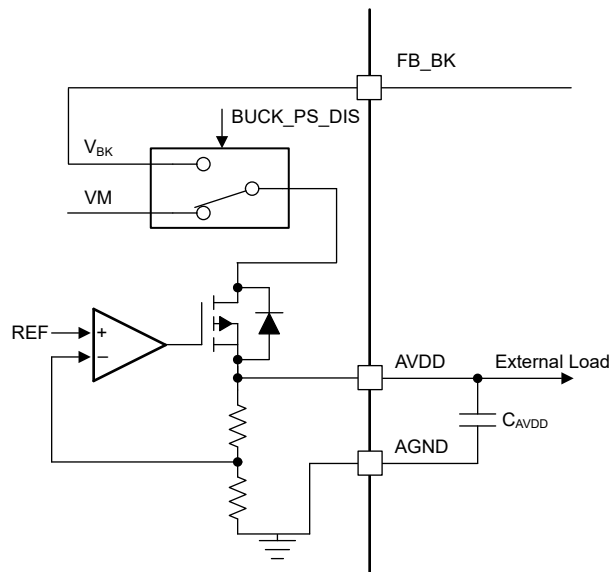 FB_BK
BUCK_PS_DIS
VBK
VM
REF
+
−
AVDD
External Load
CAVDD
AGND